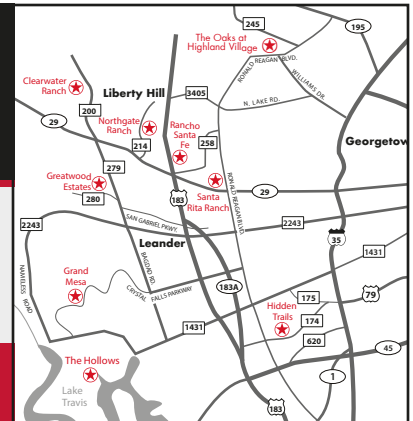 245
195
The Oaks at
Highland Village
RONALD REAGAN BLVD.
WILLIAMS DR.
Clearwater
Ranch
Liberty Hill
3405
N. LAKE RD.
200
29
Northgate
Ranch
214
Rancho
Santa
Fe
258
Georgetow
279
Greatwood
Estates
280
183
Santa
Rita Ranch
RONALD REAGAN BLVD.
29
2243
SAN GABRIEL PKWY.
2243
Leander
35
1431
NAMELESS ROAD
BAGDAD RD.
Grand
Mesa
CRYSTAL FALLS PARKWAY
183A
175
79
Hidden
Trails
174
1431
620
45
The Hollows
Lake
Travis
1
183